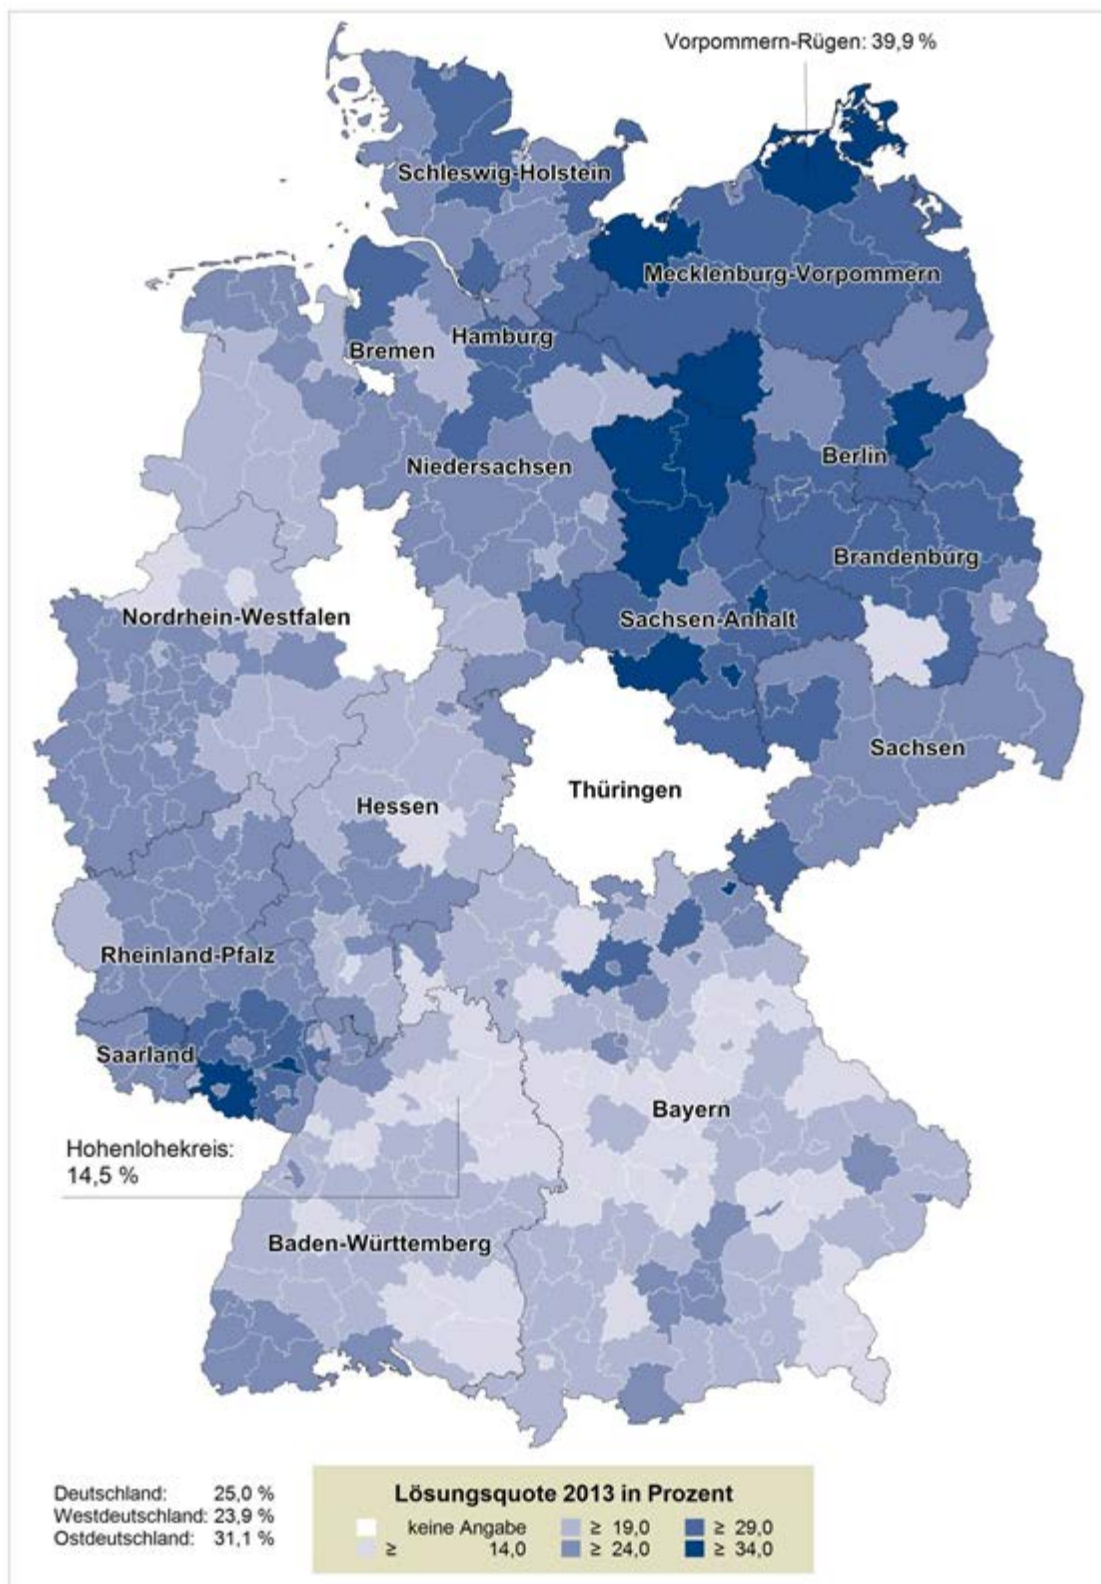 Vorpommern-Rügen: 39,9 %
Schleswig-Holstein
Mecklenburg-Vorpommern
Hamburg
Bremen
Berlin
Niedersachsen
Brandenburg
Nordrhein-Westfalen
Sachsen-Anhalt
Sachsen
Thüringen
Hessen
Rheinland-Pfalz
Saarland
Bayern
Hohenlohekreis:
14,5 %
Baden-Württemberg
Deutschland: 25,0 %
Westdeutschland: 23,9 %
Ostdeutschland: 31,1 %
Lösungsquote 2013 in Prozent
keine Angabe ≥ 19,0 ≥ 29,0
≥ 14,0 ≥ 24,0 ≥ 34,0